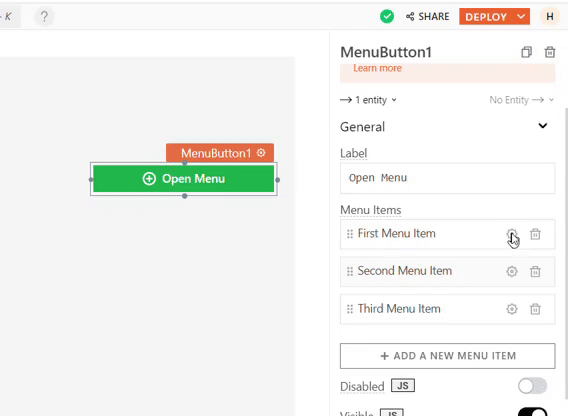 - K
?
SHARE
DEPLOY
H
MenuButton1
Learn more
1 entity
No Entity
General
Label
Open Menu
Menu Items
First Menu Item
Second Menu Item
Third Menu Item
+ ADD A NEW MENU ITEM
Disabled JS
Visible JS
MenuButton1
Open Menu